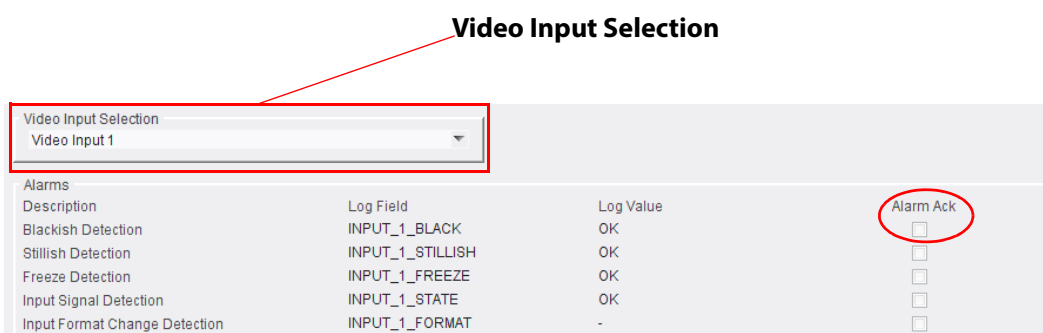 Video Input Selection
Video Input Selection
Video Input 1
Alarms
Description Log Field Log Value Alarm Ack
Blackish Detection INPUT_1_BLACK OK
Stillish Detection INPUT_1_STILLISH OK
Freeze Detection INPUT_1_FREEZE OK
Input Signal Detection INPUT_1_STATE OK
Input Format Change Detection INPUT_1_FORMAT -